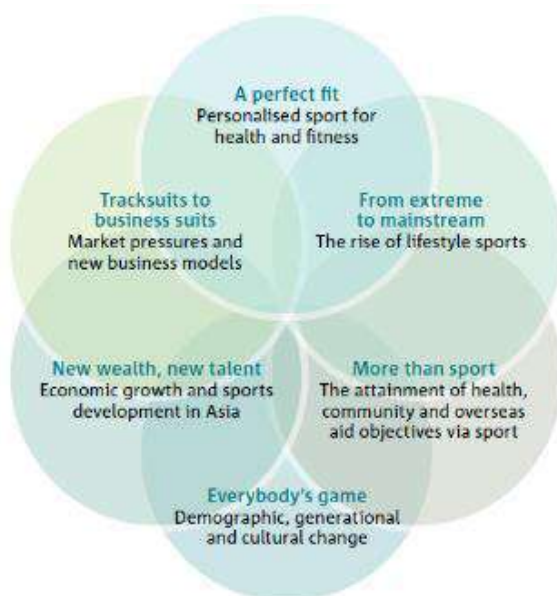 A perfect fit
Personalised sport for
health and fitness
Tracksuits to
business suits
Market pressures and
new business models
From extreme
to mainstream
The rise of lifestyle sports
New wealth, new talent
Economic growth and sports
development in Asia
More than sport
The attainment of health,
community and overseas
aid objectives via sport
Everybody's game
Demographic, generational
and cultural change